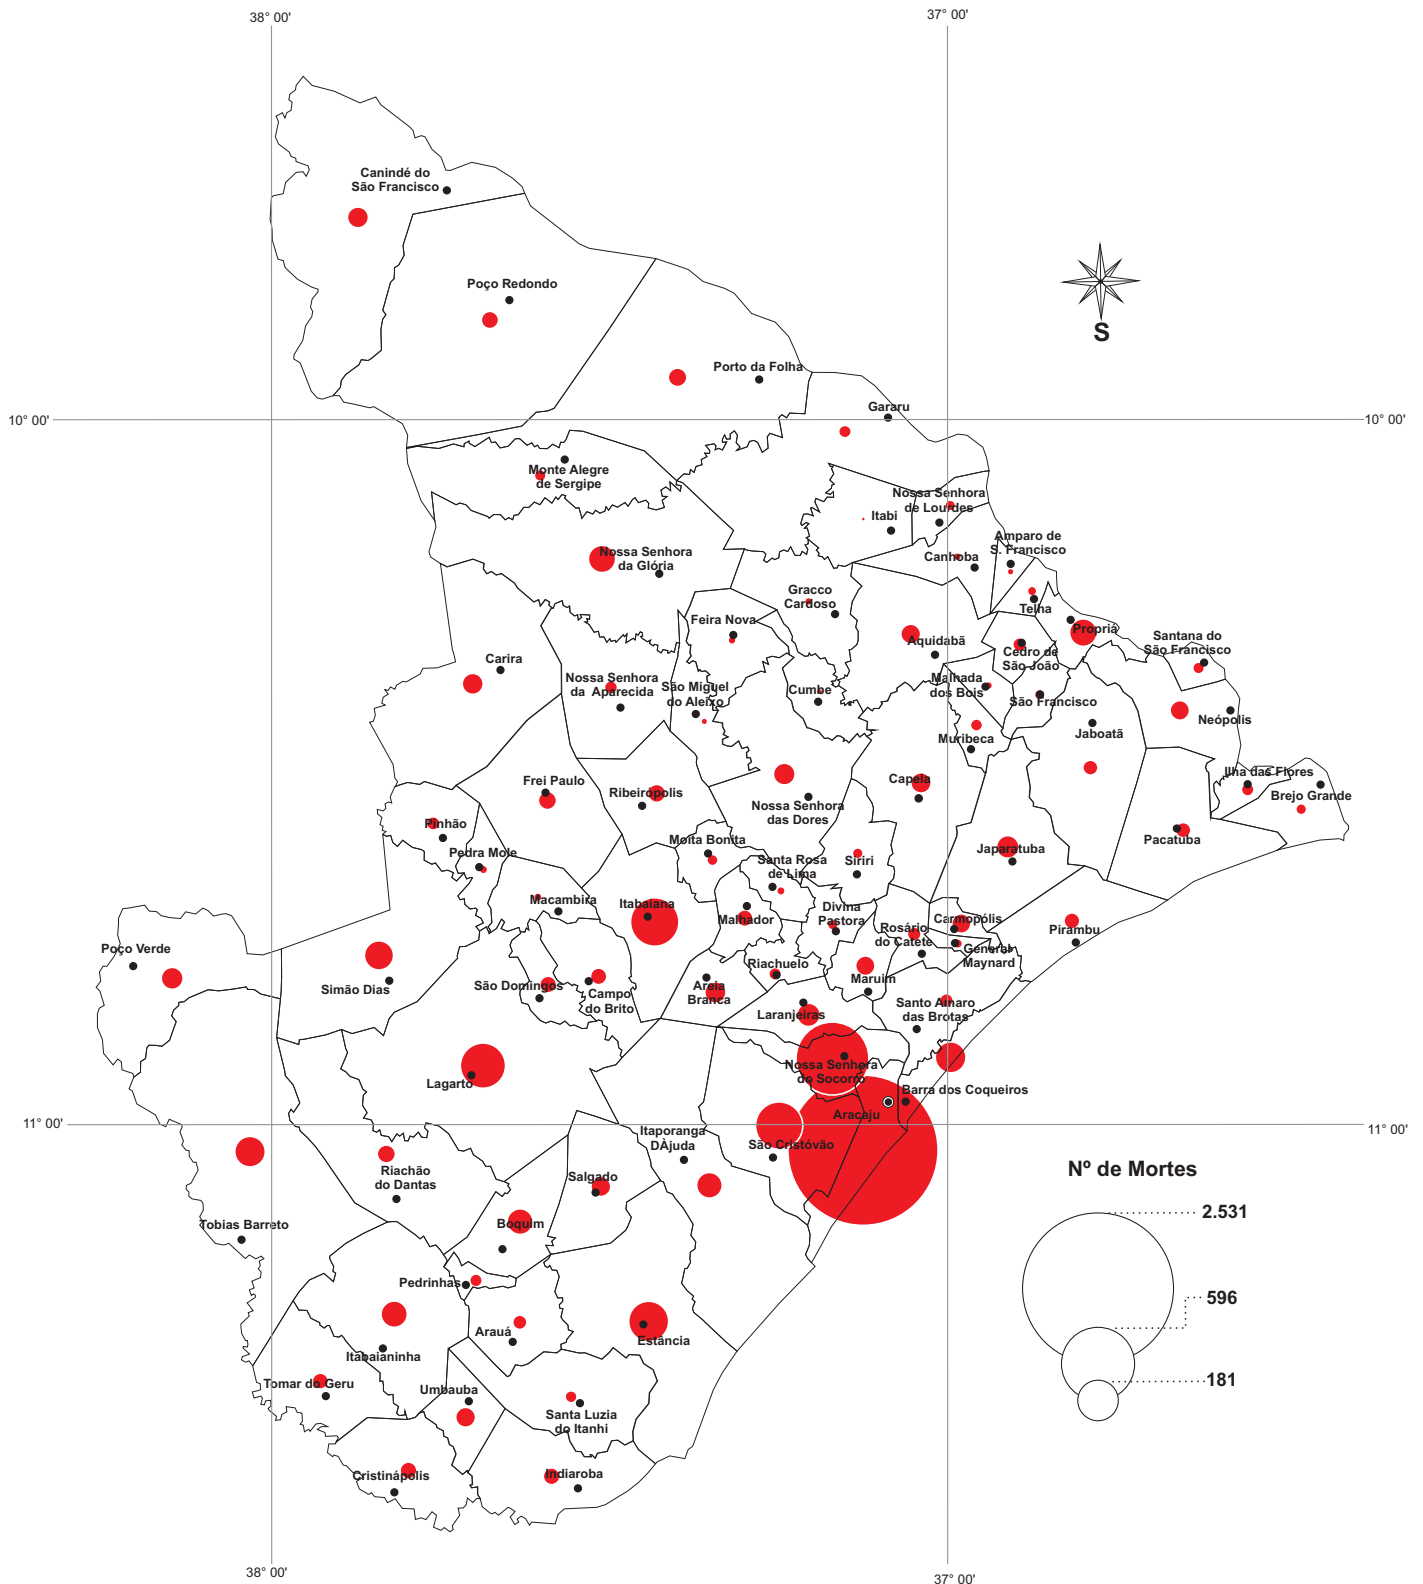 38° 00'
37° 00'
Canindé do
São Francisco
Poço Redondo
S
Porto da Folha
Gararu
10° 00'
10° 00'
Monte Alegre
de Sergipe
Nossa Senhora
de Lourdes
Itabi
Amparo de
S. Francisco
Canhoba
Nossa Senhora
da Glória
Gracco
Cardoso
Telha
Feira Nova
Propriá
Aquidabã
Santana do
São Francisco
Cedro de
São João
Carira
Nossa Senhora
da Aparecida
São Miguel
do Aleixo
Cumbe
Malhada
dos Bois
São Francisco
Neópolis
Jaboatã
Muribeca
Ilha das Flores
Brejo Grande
Frei Paulo
Ribeirópolis
Capela
Nossa Senhora
das Dores
Pinhão
Moita Bonita
Pacatuba
Pedra Mole
Japaratuba
Santa Rosa
de Lima
Siriri
Macambira
Itabaiana
Malhador
Divina
Pastora
Rosário
do Catete
Carmopólis
Pirambu
General
Maynard
Poço Verde
Simão Dias
São Domingos
Campo
do Brito
Areia
Branca
Riachuelo
Maruim
Laranjeiras
Santo Amaro
das Brotas
Nossa Senhora
do Socorro
Lagarto
Barra dos Coqueiros
Aracaju
11° 00'
11° 00'
Itaporanga
DÀjuda
São Cristóvão
Riachão
do Dantas
Salgado
Nº de Mortes
2.531
Tobias Barreto
Boquim
Pedrinhas
596
Arauá
Estância
Itabaianinha
181
Tomar do Geru
Umbauba
Santa Luzia
do Itanhi
Cristinápolis
Indiaroba
38° 00'
37° 00'